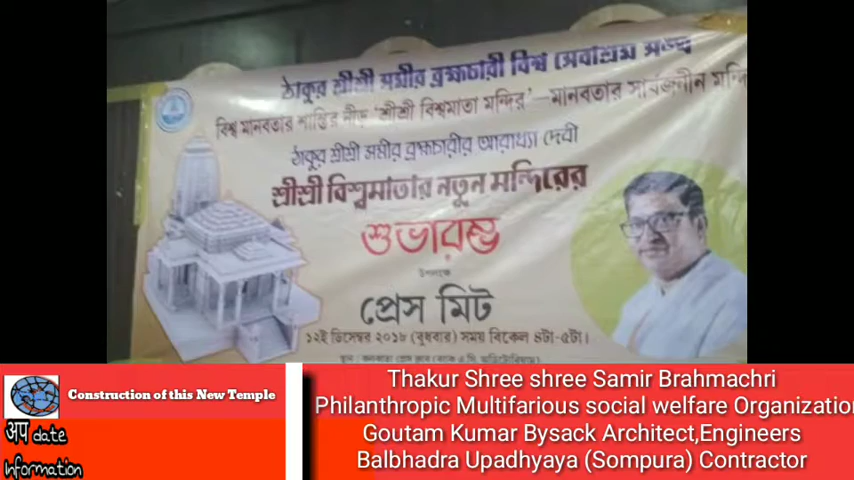 ঠাকুর শ্রীশ্রী সমীর ব্রহ্মচারী বিশ্ব সেবাশ্রম সঙ্ঘ
বিশ্ব মানবতার শান্তির নীড় 'শ্রীশ্রী বিশ্বমাতা মন্দির'—মানবতার সার্বজনীন মন্দি
ঠাকুর শ্রীশ্রী সমীর ব্রহ্মচারীর আরাধ্যা দেবী
শ্রীশ্রী বিশ্বমাতার নতুন মন্দিরের
শুভারম্ভ
উপলক্ষে
প্রেস মিট
১২ই ডিসেম্বর ২০১৮ (বুধবার) সময় বিকেল ৪টা-৫টা।
Construction of this New Temple
अप date
Information
Thakur Shree shree Samir Brahmachri
Philanthropic Multifarious social welfare Organization
Goutam Kumar Bysack Architect,Engineers
Balbhadra Upadhyaya (Sompura) Contractor